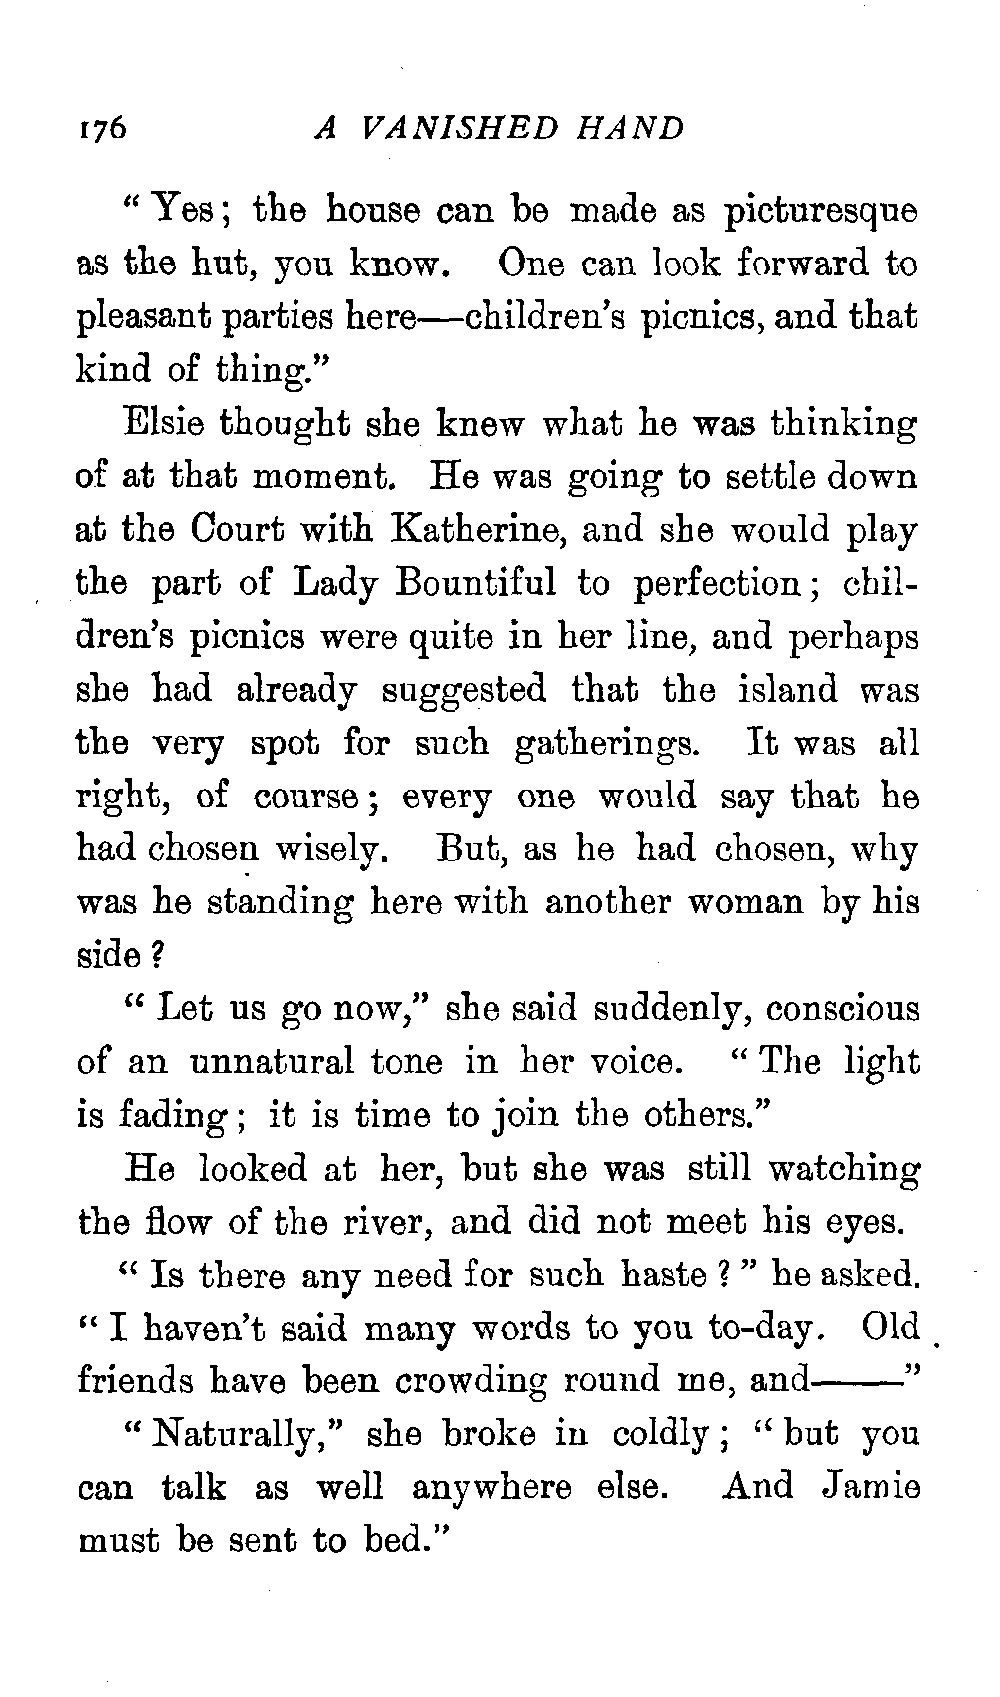 176 A VANISHED HAND
“ Yes ; the house can be made as picturesque
as the hut, you know. One can look forward to
pleasant parties here—children’s picnics, and that
kind of thing.”
Elsie thought she knew what he was thinking
of at that moment. He was going to settle down
at the Court with Katherine, and she would play
the part of Lady Bountiful to perfection ; chil-
dren’s picnics were quite in her line, and perhaps
she had already suggested that the island was
the very spot for such gatherings. It was all
right, of course ; every one would say that he
had chosen wisely. But, as he had chosen, why
was he standing here with another woman by his
side ?
“ Let us go now,” she said suddenly, conscious
of an unnatural tone in her voice. “ The light
is fading ; it is time to join the others.”
He looked at her, but she was still watching
the flow of the river, and did not meet his eyes.
“ Is there any need for such haste ? ” he asked.
“ I haven’t said many words to you to-day. Old
friends have been crowding round me, and——”
“ Naturally,” she broke in coldly ; “ but you
can talk as well anywhere else. And Jamie
must be sent to bed.”